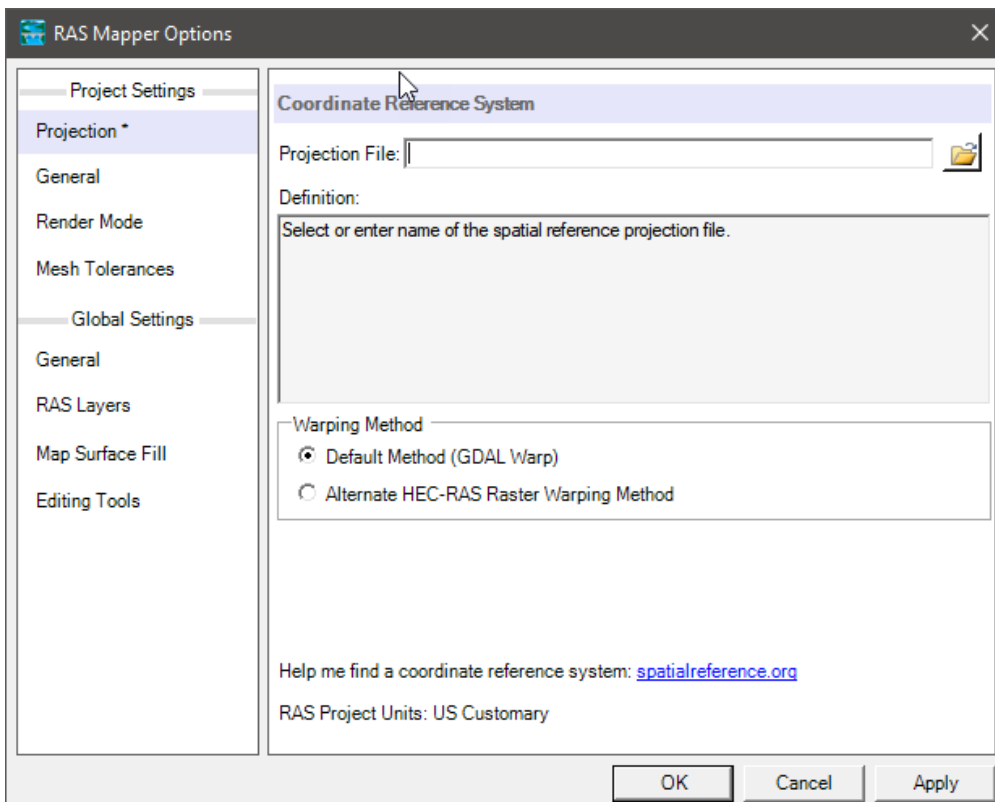 RAS Mapper Options
Project Settings
Projection *
General
Render Mode
Mesh Tolerances
Global Settings
General
RAS Layers
Map Surface Fill
Editing Tools
Coordinate Reference System
Projection File:
Definition:
Select or enter name of the spatial reference projection file.
Warping Method
Default Method (GDAL Warp)
Alternate HEC-RAS Raster Warping Method
Help me find a coordinate reference system: spatialreference.org
RAS Project Units: US Customary
OK Cancel Apply